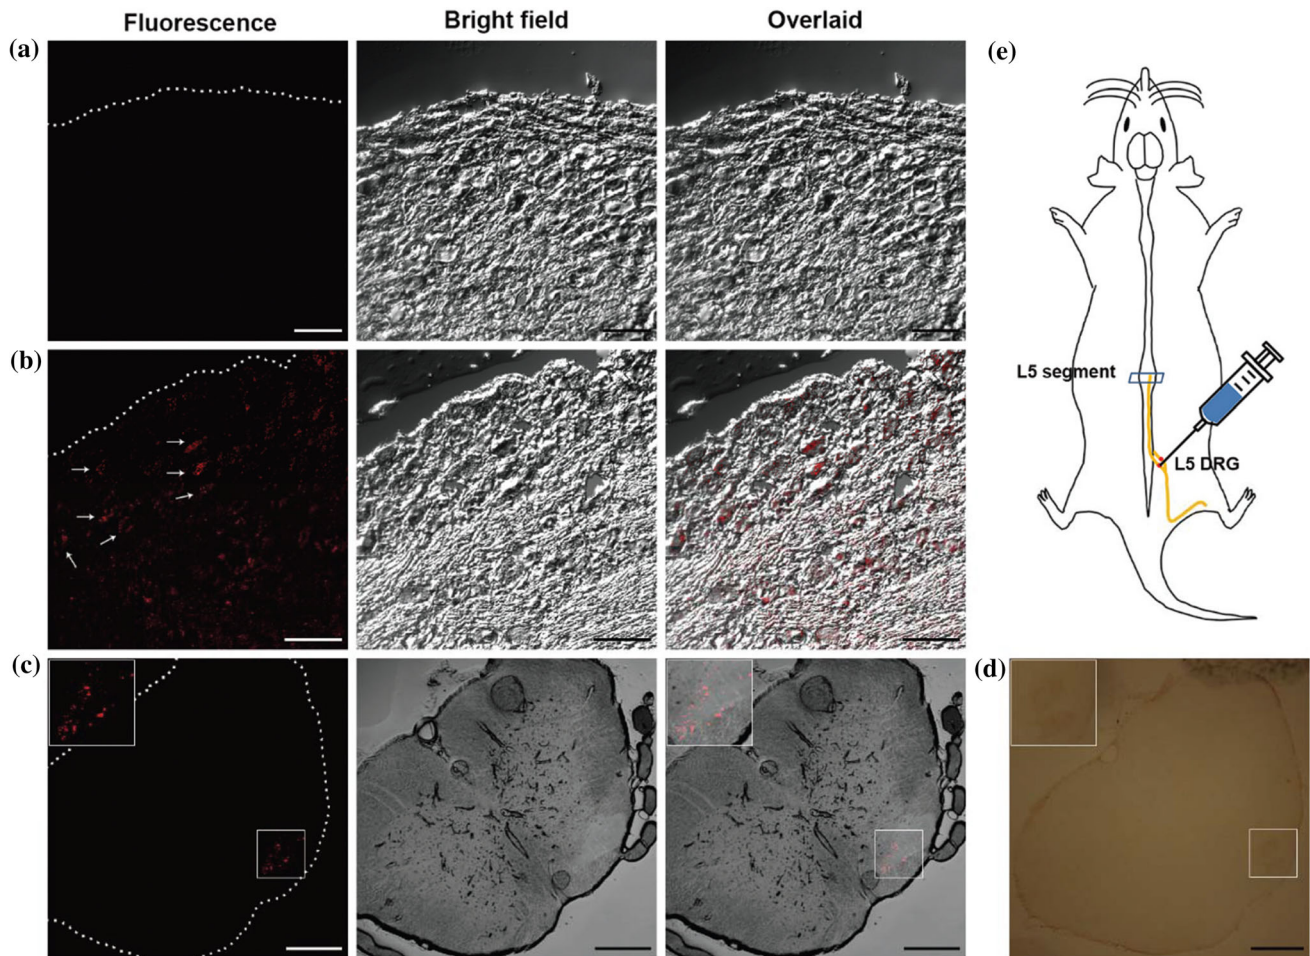 Fluorescence
Bright field
Overlaid
(a)
(e)
(b)
L5 segment
L5 DRG
(c)
(d)